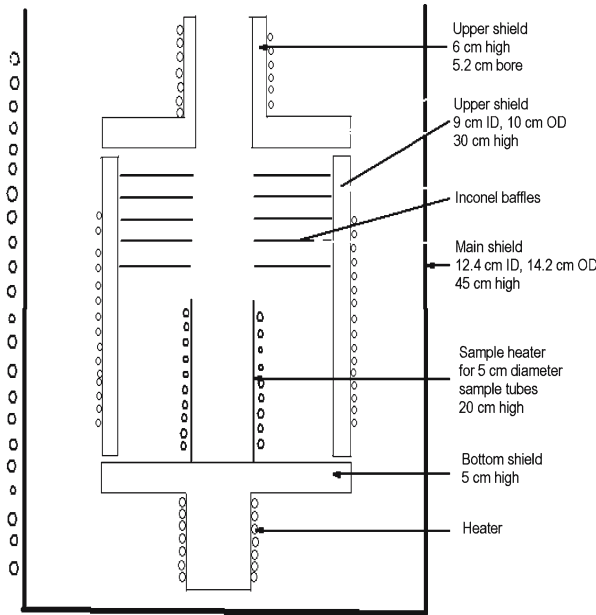 Upper shield
6 cm high
5.2 cm bore
Upper shield
9 cm ID, 10 cm OD
30 cm high
Inconel baffles
Main shield
12.4 cm ID, 14.2 cm OD
45 cm high
Sample heater
for 5 cm diameter
sample tubes
20 cm high
Bottom shield
5 cm high
Heater